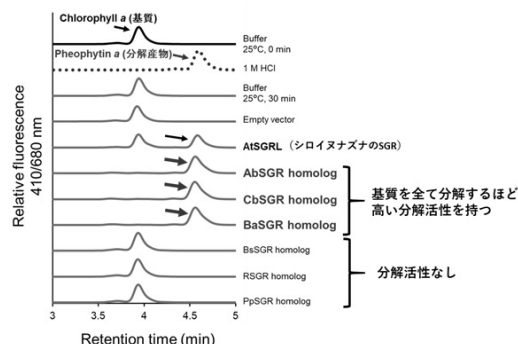 Chlorophyll a (基質)
Buffer
25°C, 0 min
Pheophytin a (分解産物)
1 M HCl
Buffer
25°C, 30 min
Empty vector
AtSGRL (シロイヌナズナのSGR)
AbSGR homolog
CbSGR homolog
BaSGR homolog
基質を全て分解するほど
高い分解活性を持つ
BsSGR homolog
RSGR homolog
PpSGR homolog
分解活性なし
Relative fluorescence
410/680 nm
3 3.5 4 4.5 5
Retention time (min)